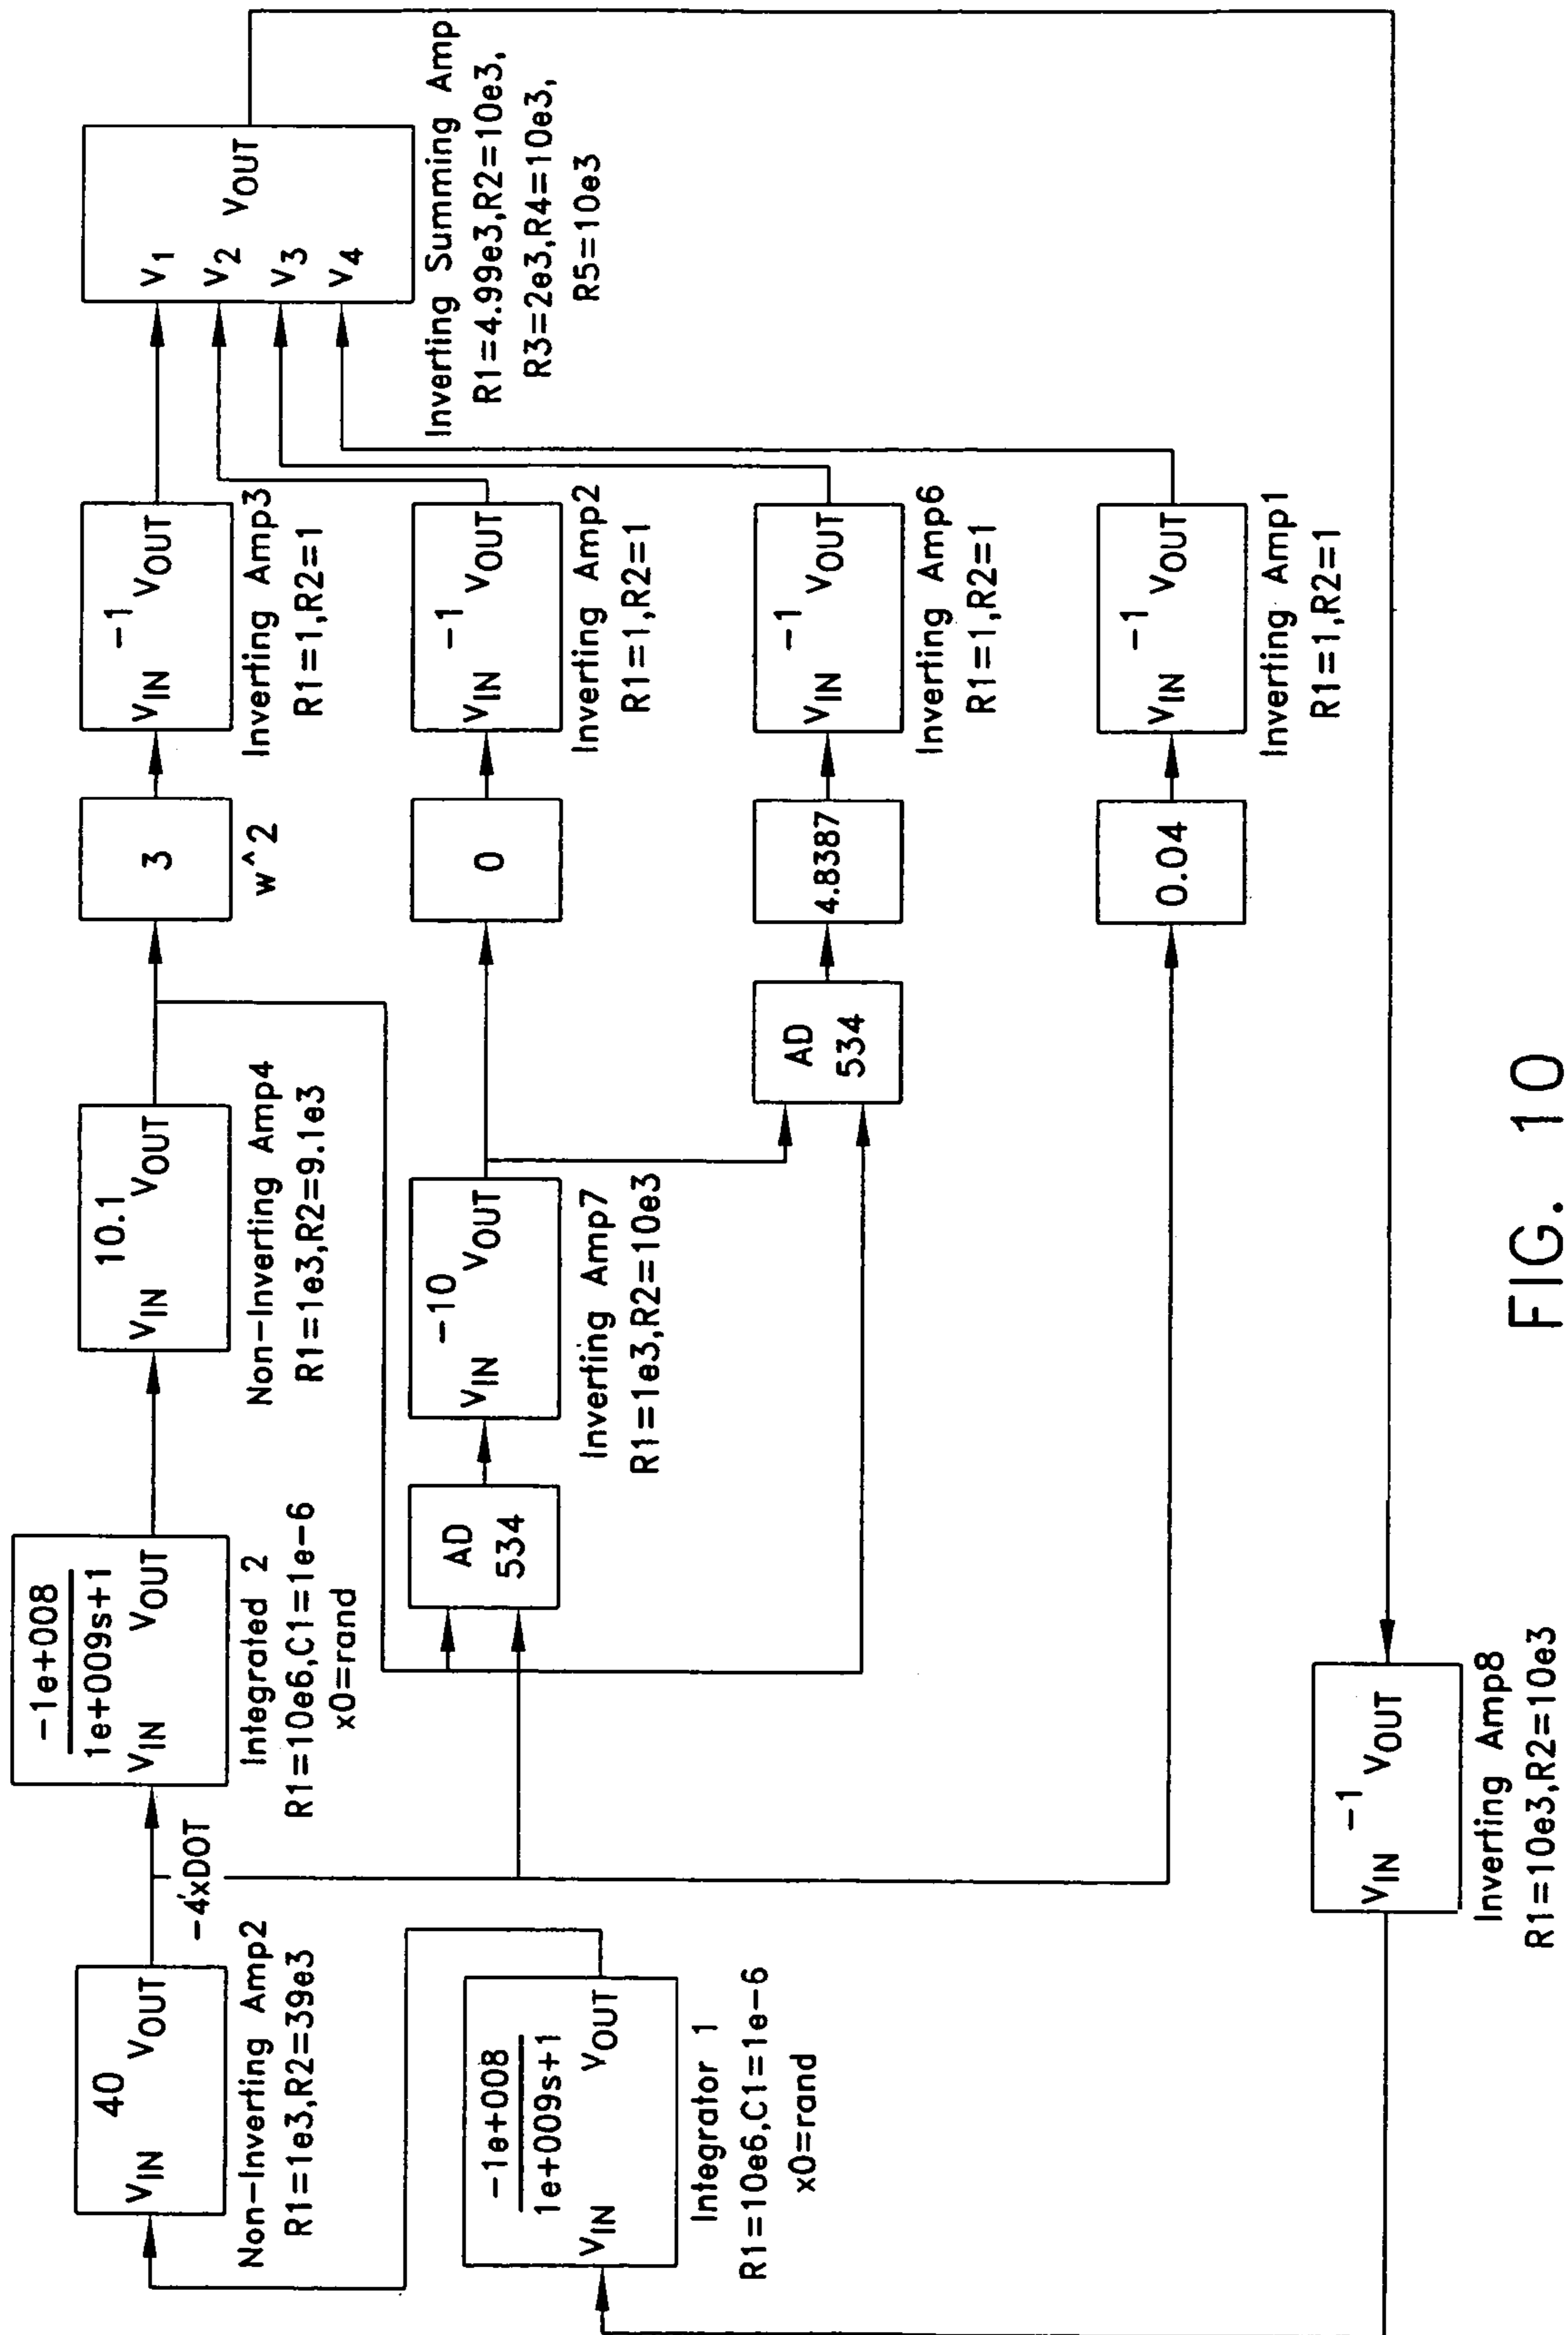 40
VIN VOUT
Non-Inverting Amp2
R1=1e3,R2=39e3
-4xDOT
-1e+008
1e+009s+1
VIN VOUT
Integrated 2
R1=10e6,C1=1e-6
x0=rand
10.1
VIN VOUT
Non-Inverting Amp4
R1=1e3,R2=9.1e3
3
w^2
-1
VIN VOUT
Inverting Amp3
R1=1,R2=1
V1
V2
V3
V4
VOUT
Inverting Summing Amp
R1=4.99e3,R2=10e3,
R3=2e3,R4=10e3,
R5=10e3
-1e+008
1e+009s+1
VIN VOUT
Integrator 1
R1=10e6,C1=1e-6
x0=rand
AD
534
-10
VIN VOUT
Inverting Amp7
R1=1e3,R2=10e3
0
-1
VIN VOUT
Inverting Amp2
R1=1,R2=1
AD
534
4.8387
-1
VIN VOUT
Inverting Amp6
R1=1,R2=1
0.04
-1
VIN VOUT
Inverting Amp1
R1=1,R2=1
-1
VIN VOUT
Inverting Amp8
R1=10e3,R2=10e3
FIG. 10